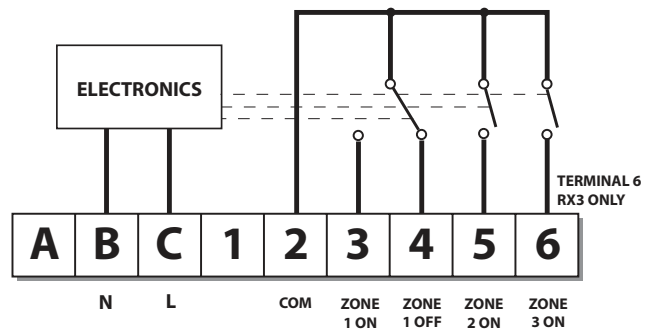 ELECTRONICS
TERMINAL 6
RX3 ONLY
A B C 1 2 3 4 5 6
N L COM ZONE ZONE ZONE ZONE
1 ON 1 OFF 2 ON 3 ON